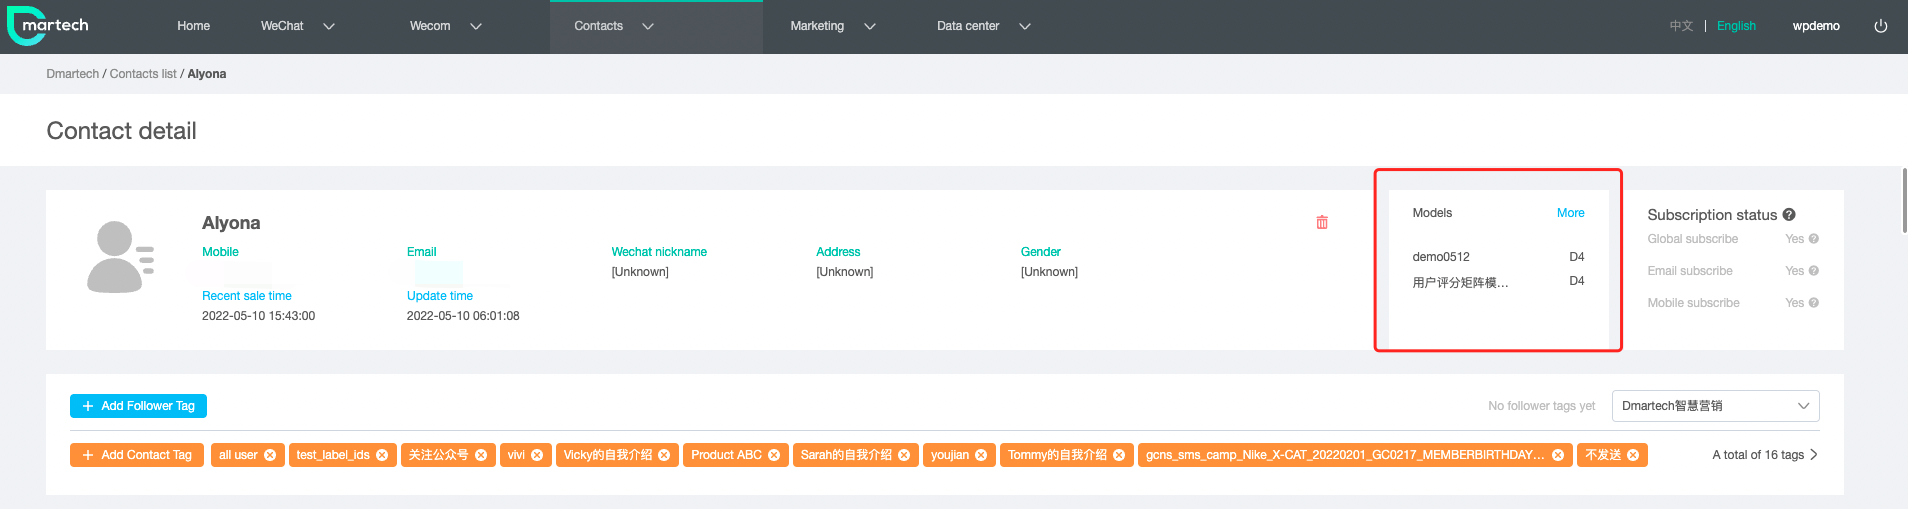 martech Home WeChat Wecom Contacts Marketing Data center 中文 | English wpdemo
Dmartech / Contacts list / Alyona
Contact detail
Alyona
Mobile Email Wechat nickname Address Gender
[Unknown] [Unknown] [Unknown]
Recent sale time Update time
2022-05-10 15:43:00 2022-05-10 06:01:08
Models More
demo0512 D4
用户评分矩阵模... D4
Subscription status ?
Global subscribe Yes ?
Email subscribe Yes ?
Mobile subscribe Yes ?
+ Add Follower Tag No follower tags yet Dmartech智慧营销
+ Add Contact Tag all user test_label_ids 关注公众号 vivi Vicky的自我介绍 Product ABC Sarah的自我介绍 youjian Tommy的自我介绍 gcns_sms_camp_Nike_X-CAT_20220201_GC0217_MEMBERBIRTHDAY... 不发送 A total of 16 tags